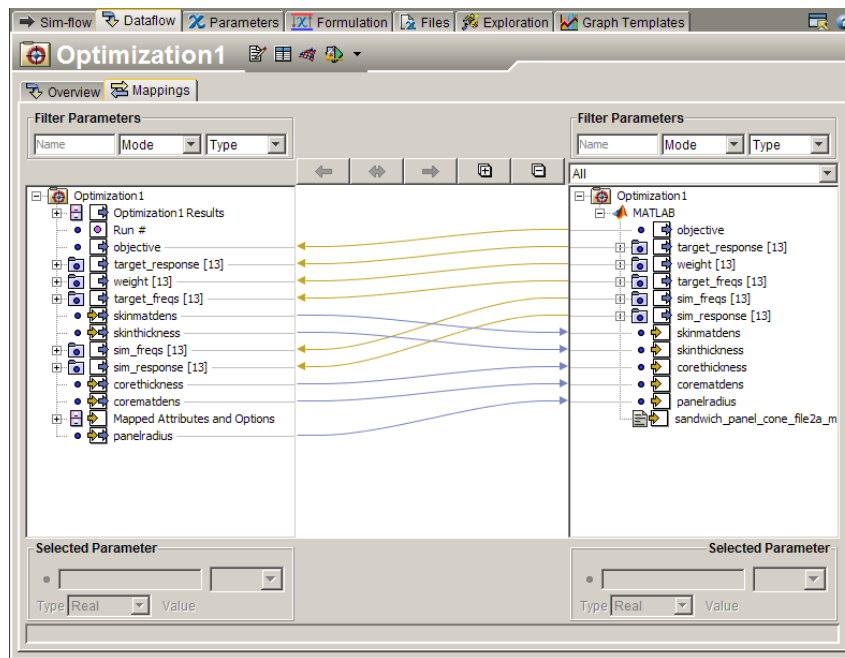 Sim-flow Dataflow Parameters Formulation Files Exploration Graph Templates
Optimization1
Overview Mappings
Filter Parameters
Name Mode Type
Filter Parameters
Name Mode Type
All
Optimization1
Optimization1 Results
Run #
objective
target_response [13]
weight [13]
target_freqs [13]
skinmatdens
skinthickness
sim_freqs [13]
sim_response [13]
corethickness
corematdens
Mapped Attributes and Options
panelradius
Optimization1
MATLAB
objective
target_response [13]
weight [13]
target_freqs [13]
sim_freqs [13]
sim_response [13]
skinmatdens
skinthickness
corethickness
corematdens
panelradius
sandwich_panel_cone_file2a_m
Selected Parameter
Type Real Value
Selected Parameter
Type Real Value